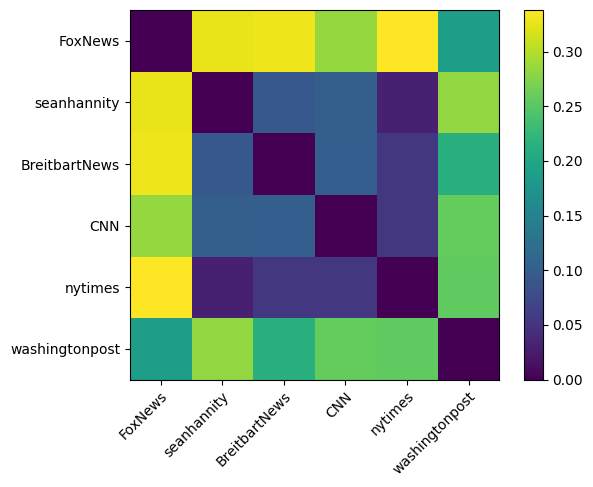 FoxNews
seanhannity
BreitbartNews
CNN
nytimes
washingtonpost
FoxNews
seanhannity
BreitbartNews
CNN
nytimes
washingtonpost
0.30
0.25
0.20
0.15
0.10
0.05
0.00